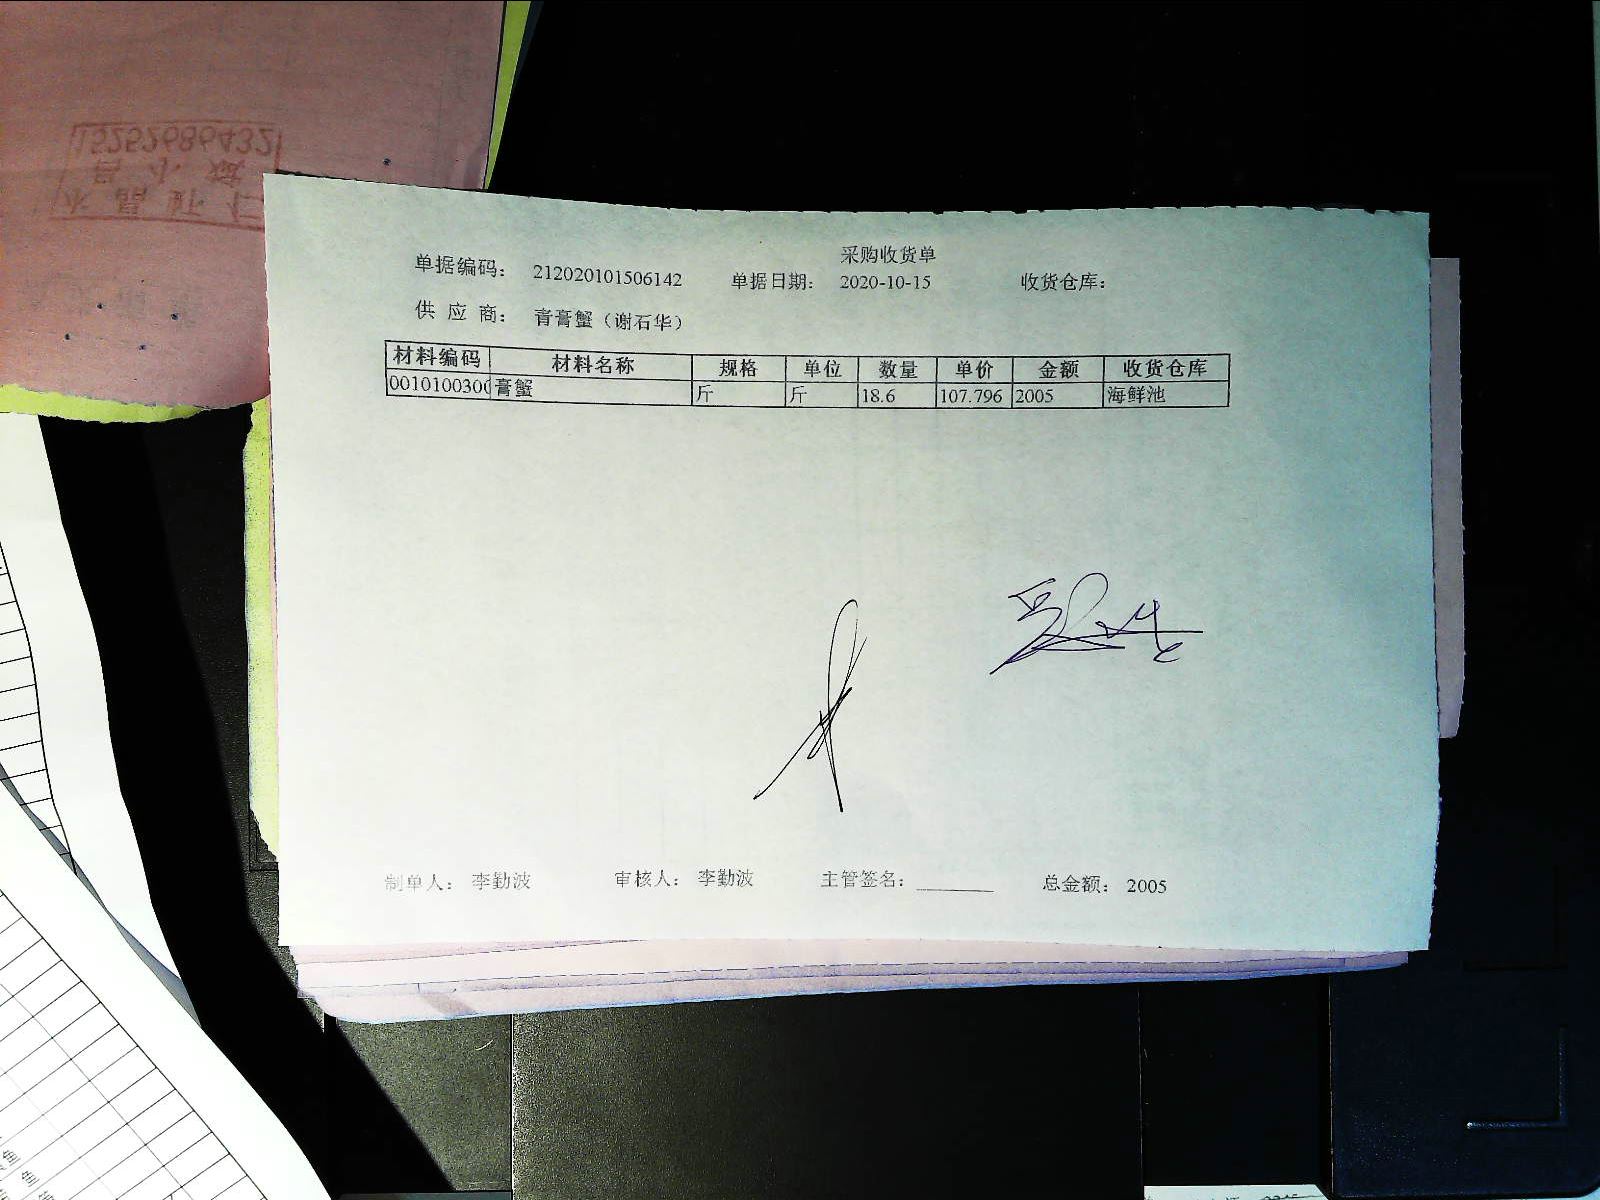 采购收货单
单据编码： 212020101506142 单据日期： 2020-10-15 收货仓库：
供 应 商： 青膏蟹（谢石华）
材料编码 材料名称 规格 单位 数量 单价 金额 收货仓库
0010100300 膏蟹 斤 斤 18.6 107.796 2005 海鲜池
制单人： 李勤波 审核人： 李勤波 主管签名： 总金额： 2005
15252686432